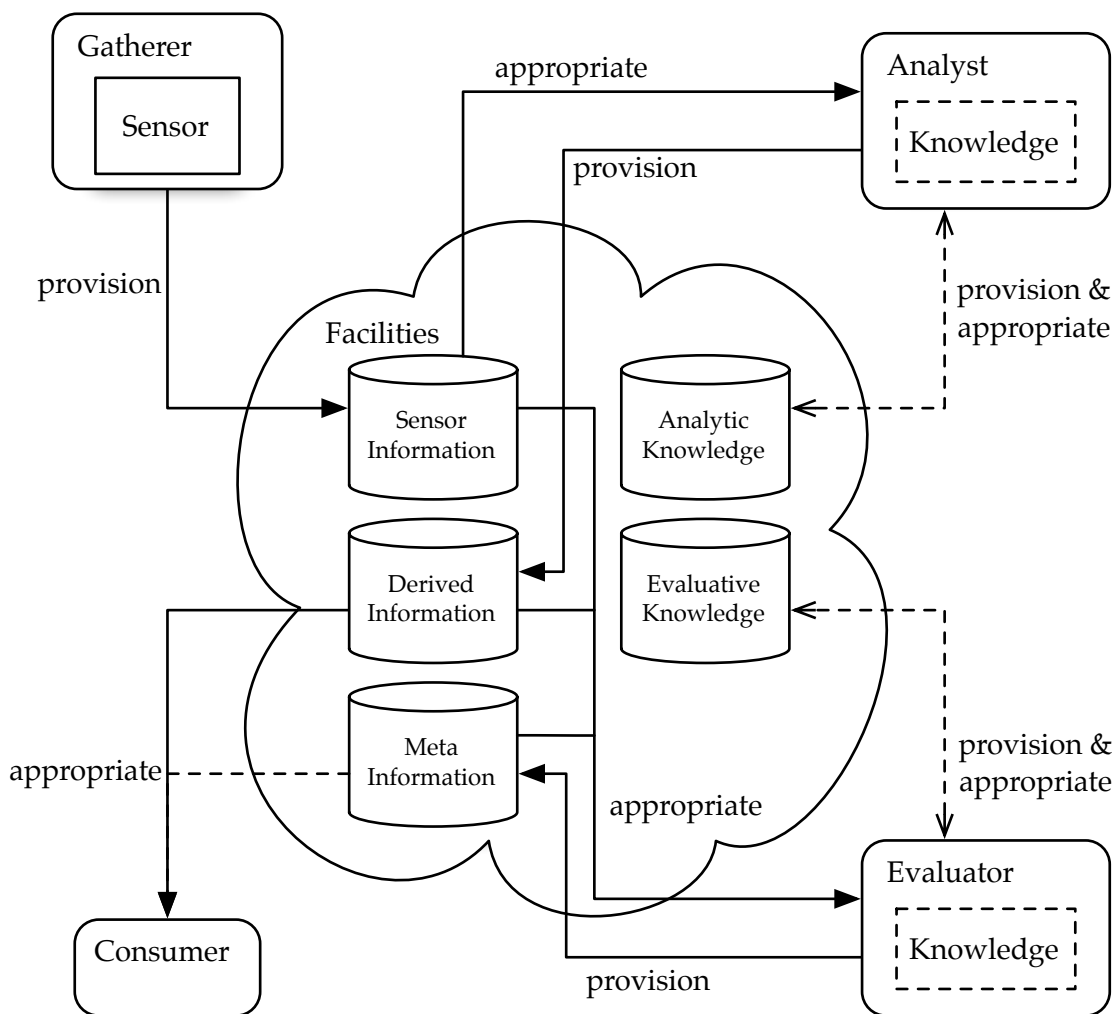 Gatherer
Sensor
appropriate
Analyst
Knowledge
provision
provision
provision &
appropriate
Facilities
Sensor
Information
Analytic
Knowledge
Derived
Information
Evaluative
Knowledge
Meta
Information
appropriate
provision &
appropriate
appropriate
Evaluator
Knowledge
Consumer
provision